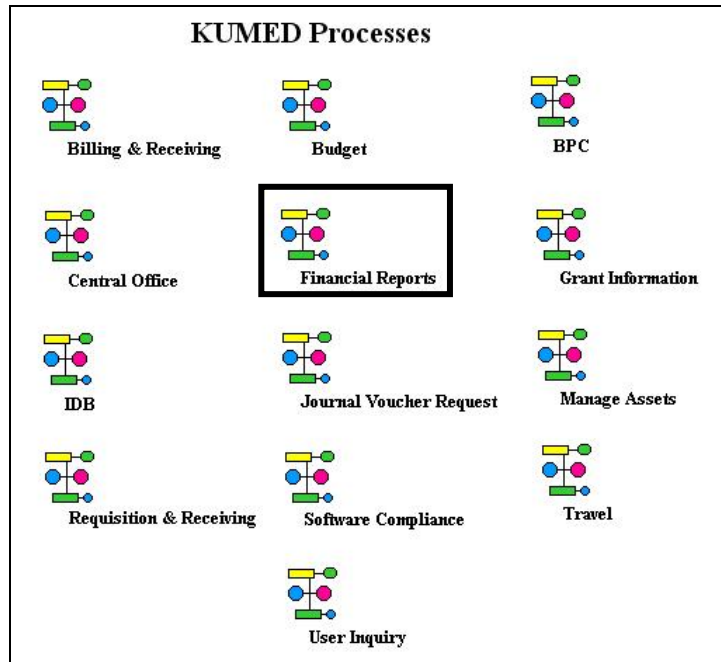 KUMED Processes
Billing & Receiving
Budget
BPC
Central Office
Financial Reports
Grant Information
IDB
Journal Voucher Request
Manage Assets
Requisition & Receiving
Software Compliance
Travel
User Inquiry